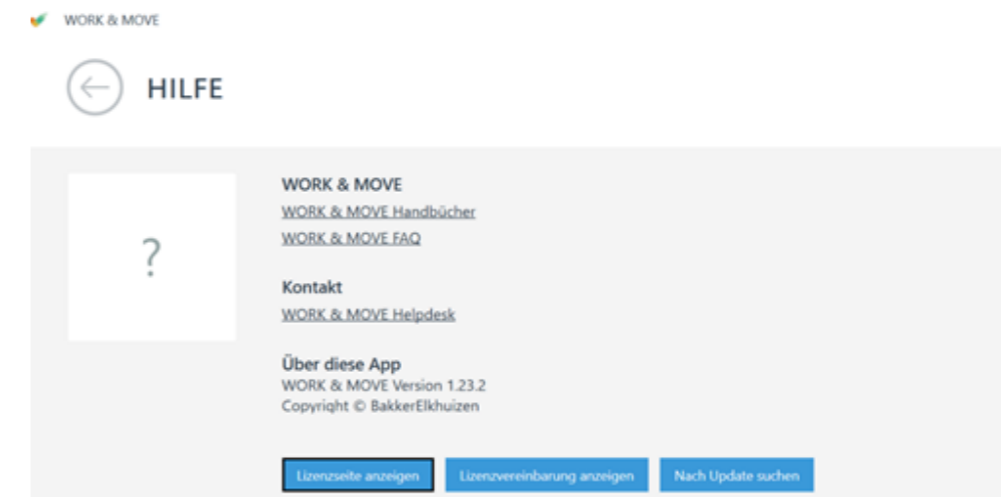 WORK & MOVE
HILFE
?
WORK & MOVE
WORK & MOVE Handbücher
WORK & MOVE FAQ
Kontakt
WORK & MOVE Helpdesk
Über diese App
WORK & MOVE Version 1.23.2
Copyright © BakkerElkhuizen
Lizenzseite anzeigen
Lizenzvereinbarung anzeigen
Nach Update suchen